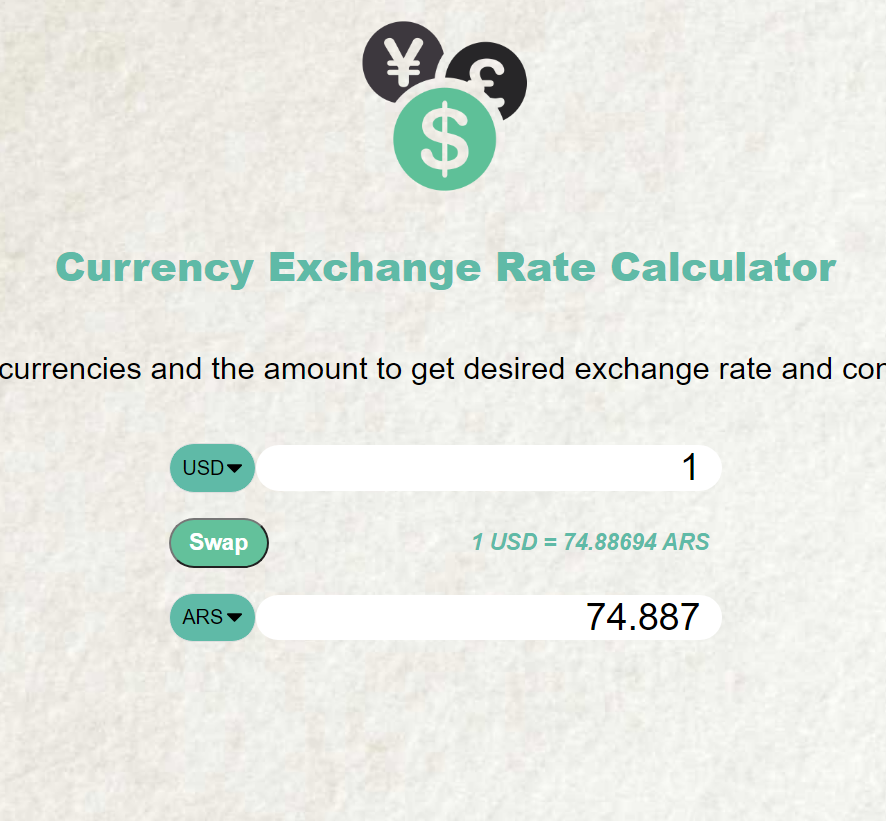 ¥ £
$
Currency Exchange Rate Calculator
currencies and the amount to get desired exchange rate and
USD 1
Swap 1 USD = 74.88694 ARS
ARS 74.887